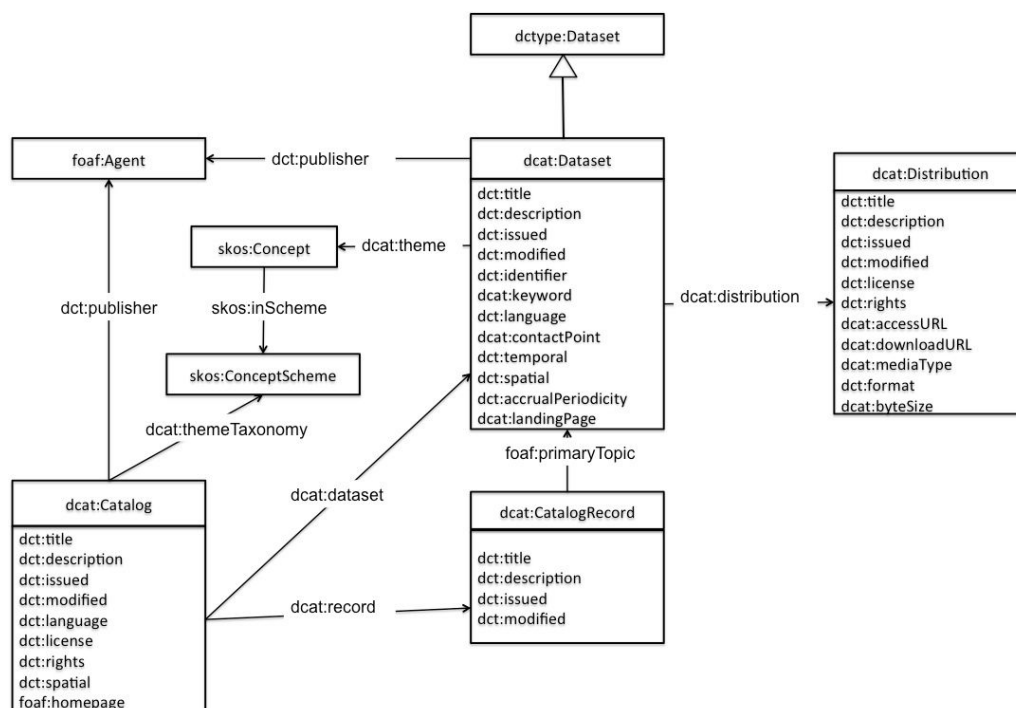 dctype:Dataset
foaf:Agent
dct:publisher
dcat:Dataset
dct:title
dct:description
dct:issued
dct:modified
dct:identifier
dcat:keyword
dct:language
dcat:contactPoint
dct:temporal
dct:spatial
dct:accrualPeriodicity
dcat:landingPage
dcat:Distribution
dct:title
dct:description
dct:issued
dct:modified
dct:license
dct:rights
dcat:accessURL
dcat:downloadURL
dcat:mediaType
dct:format
dcat:byteSize
skos:Concept
dcat:theme
dcat:distribution
dct:publisher
skos:inScheme
skos:ConceptScheme
dcat:themeTaxonomy
foaf:primaryTopic
dcat:dataset
dcat:Catalog
dct:title
dct:description
dct:issued
dct:modified
dct:language
dct:license
dct:rights
dct:spatial
foaf:homepage
dcat:record
dcat:CatalogRecord
dct:title
dct:description
dct:issued
dct:modified